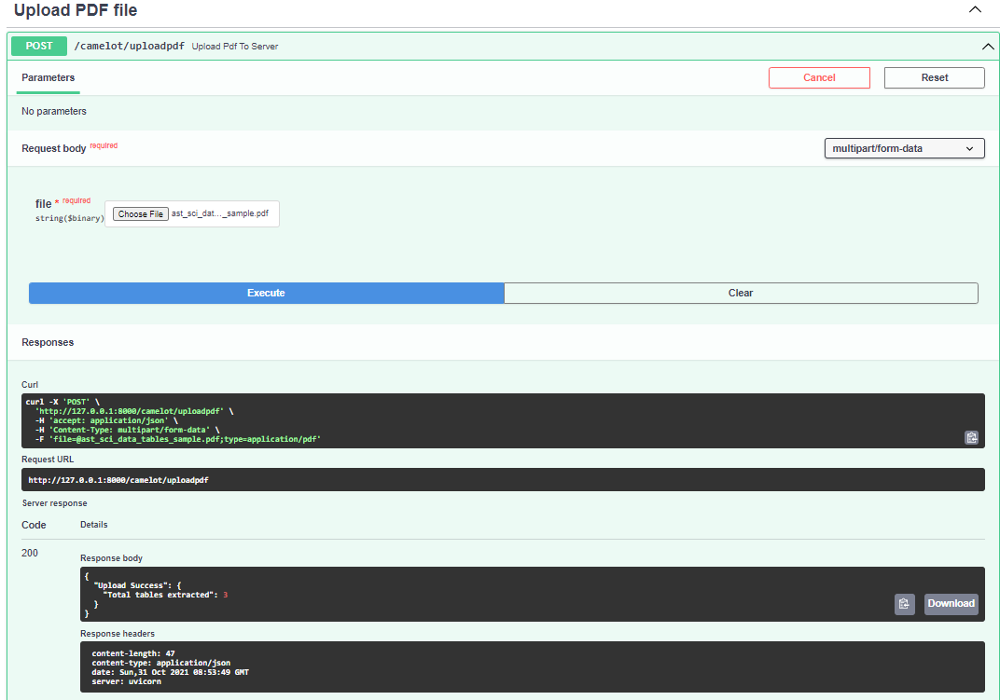 Upload PDF file
POST /camelot/uploadpdf Upload Pdf To Server
Parameters
Cancel
Reset
No parameters
Request body required
multipart/form-data
file * required
string($binary)
Choose File ast_sci_dat..._sample.pdf
Execute
Clear
Responses
Curl
curl -X 'POST' \
'http://127.0.0.1:8000/camelot/uploadpdf' \
-H 'accept: application/json' \
-H 'Content-Type: multipart/form-data' \
-F 'file=@ast_sci_data_tables_sample.pdf;type=application/pdf'
Request URL
http://127.0.0.1:8000/camelot/uploadpdf
Server response
Code Details
200
Response body
{
"Upload Success": {
"Total tables extracted": 3
}
}
Download
Response headers
content-length: 47
content-type: application/json
date: Sun,31 Oct 2021 08:53:49 GMT
server: uvicorn